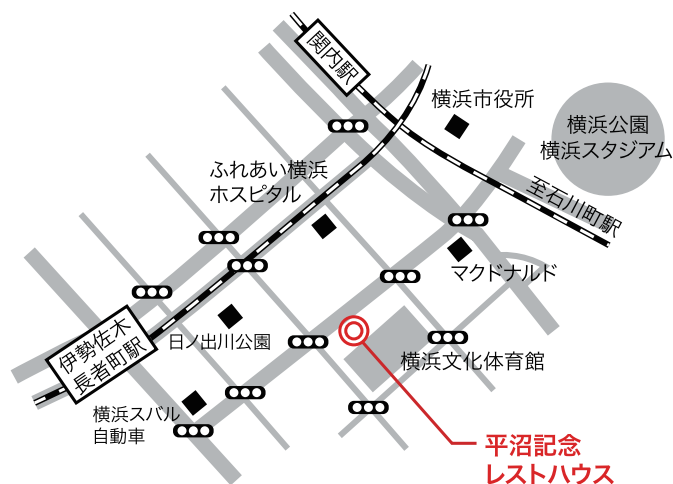 関内駅
横浜市役所
横浜公園
横浜スタジアム
ふれあい横浜
ホスピタル
至石川町駅
マクドナルド
伊勢佐木
長者町駅
日ノ出川公園
横浜文化体育館
横浜スバル
自動車
平沼記念
レストハウス